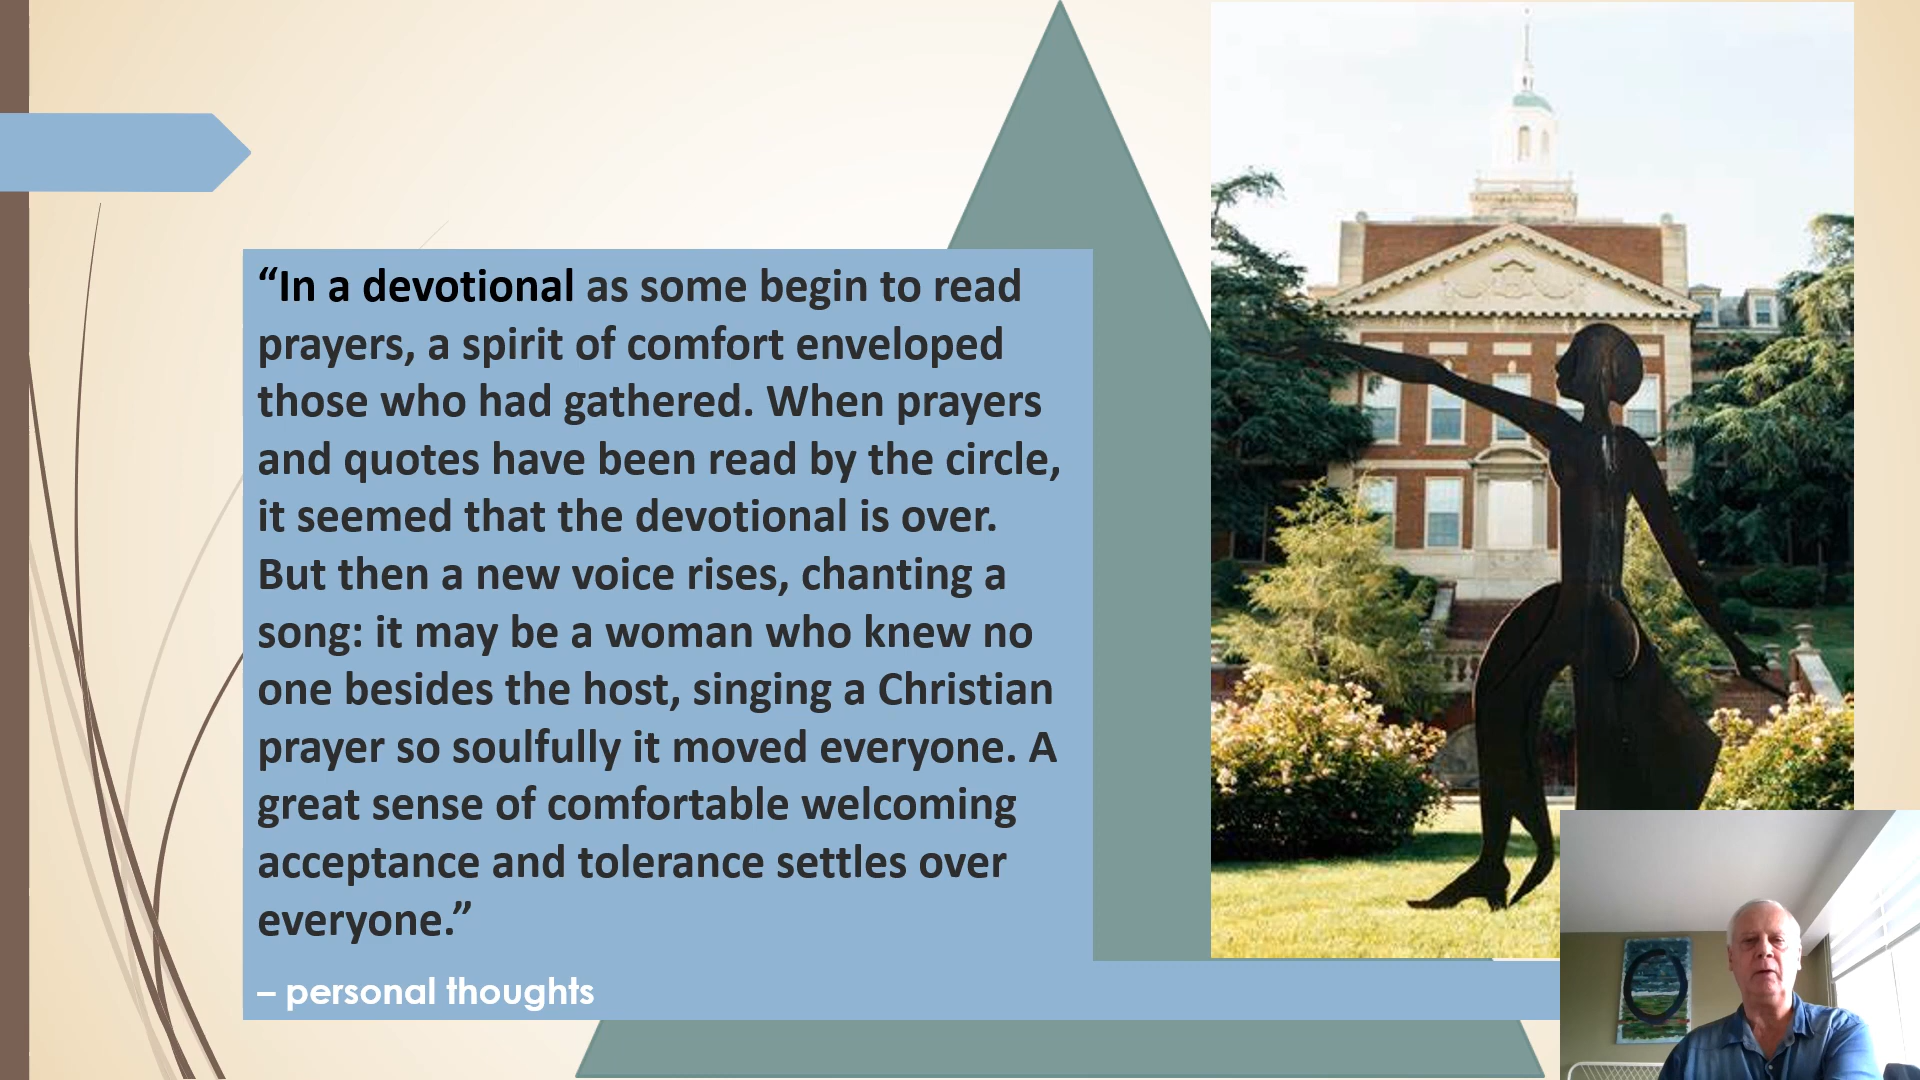 “In a devotional as some begin to read
prayers, a spirit of comfort enveloped
those who had gathered. When prayers
and quotes have been read by the circle,
it seemed that the devotional is over.
But then a new voice rises, chanting a
song: it may be a woman who knew no
one besides the host, singing a Christian
prayer so soulfully it moved everyone. A
great sense of comfortable welcoming
acceptance and tolerance settles over
everyone.”
– personal thoughts